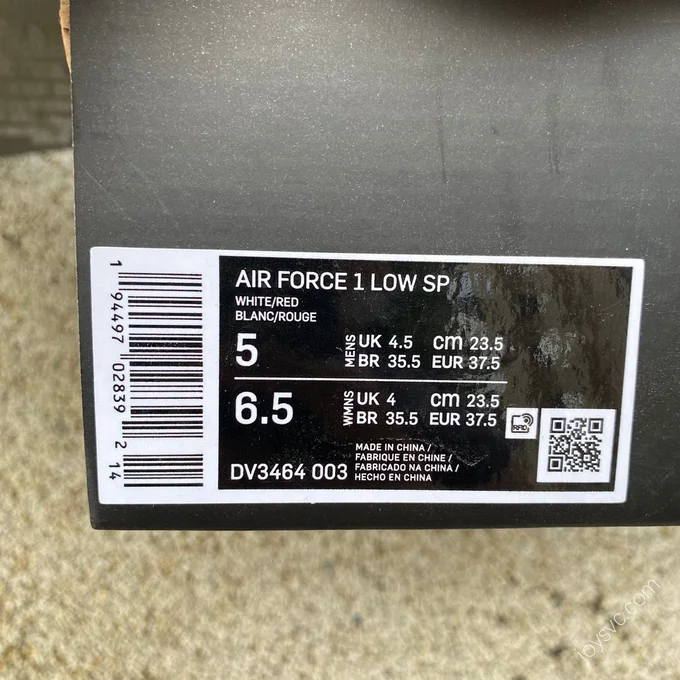 AIR FORCE 1 LOW SP
WHITE/RED
BLANC/ROUGE
5 MENS UK 4.5 cm 23.5
BR 35.5 EUR 37.5
6.5 WMNS UK 4 cm 23.5
BR 35.5 EUR 37.5
RFID
DV3464 003
MADE IN CHINA /
FABRIQUE EN CHINE /
FABRICADO NA CHINA /
HECHO EN CHINA
1 94497 02839 2 14
joysvc.com